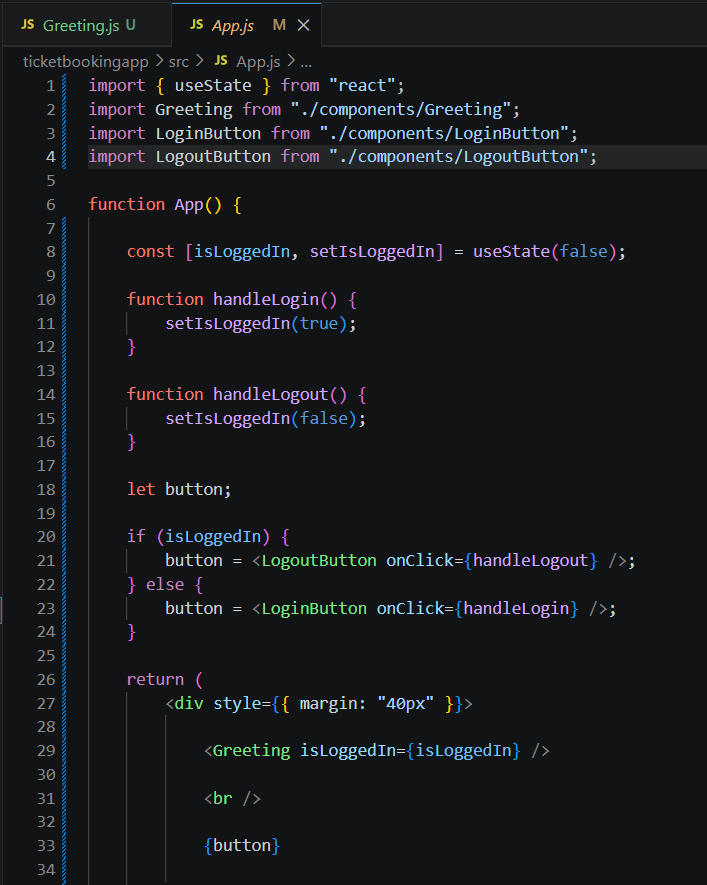 JS Greeting.js U JS App.js M ×
ticketbookingapp > src > JS App.js > ...
1 import { useState } from "react";
2 import Greeting from "./components/Greeting";
3 import LoginButton from "./components/LoginButton";
4 import LogoutButton from "./components/LogoutButton";
5
6 function App() {
7
8 const [isLoggedIn, setIsLoggedIn] = useState(false);
9
10 function handleLogin() {
11 setIsLoggedIn(true);
12 }
13
14 function handleLogout() {
15 setIsLoggedIn(false);
16 }
17
18 let button;
19
20 if (isLoggedIn) {
21 button = <LogoutButton onClick={handleLogout} />;
22 } else {
23 button = <LoginButton onClick={handleLogin} />;
24 }
25
26 return (
27 <div style={{ margin: "40px" }}>
28
29 <Greeting isLoggedIn={isLoggedIn} />
30
31 <br />
32
33 {button}
34